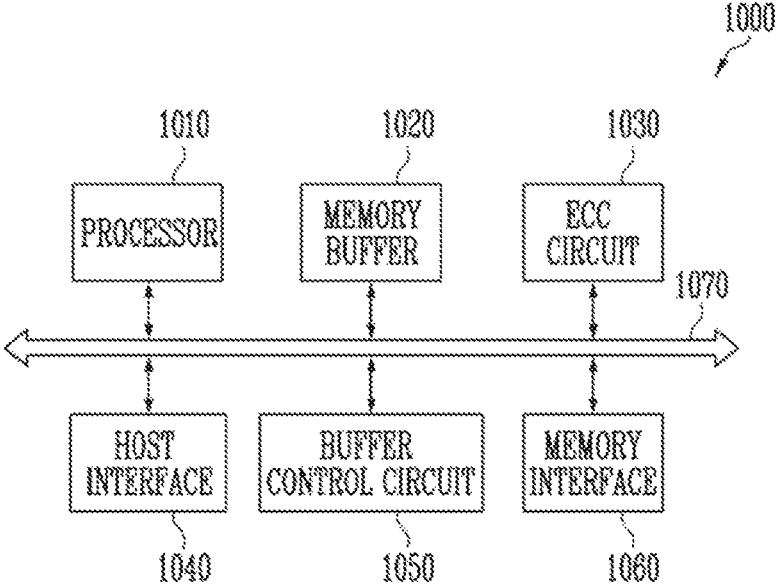 1000
1010
1020
1030
PROCESSOR
MEMORY
BUFFER
ECC
CIRCUIT
1070
HOST
INTERFACE
BUFFER
CONTROL CIRCUIT
MEMORY
INTERFACE
1040
1050
1060